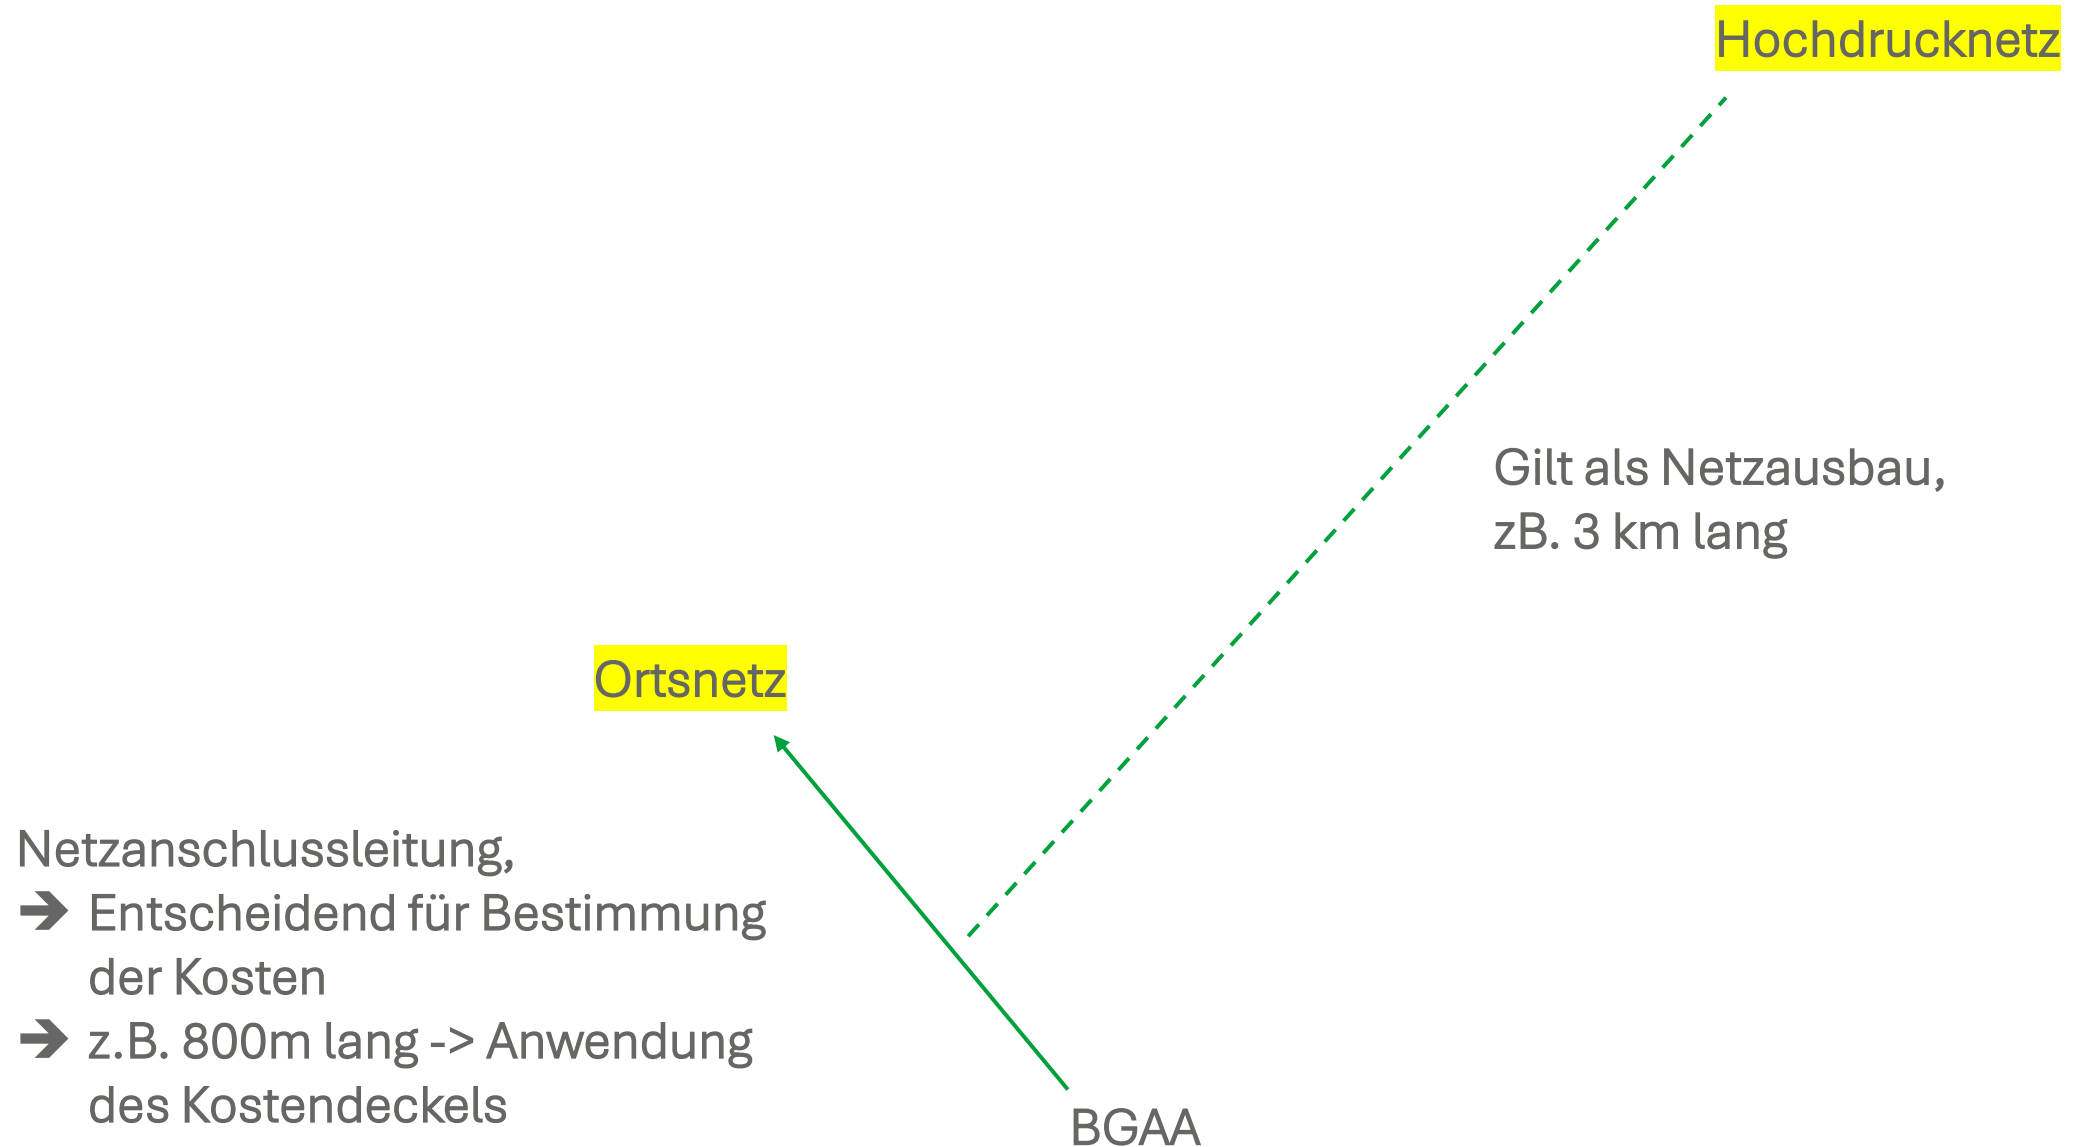 Hochdrucknetz
Gilt als Netzausbau,
zB. 3 km lang
Ortsnetz
Netzanschlussleitung,
➔ Entscheidend für Bestimmung
der Kosten
➔ z.B. 800m lang -> Anwendung
des Kostendeckels
BGAA